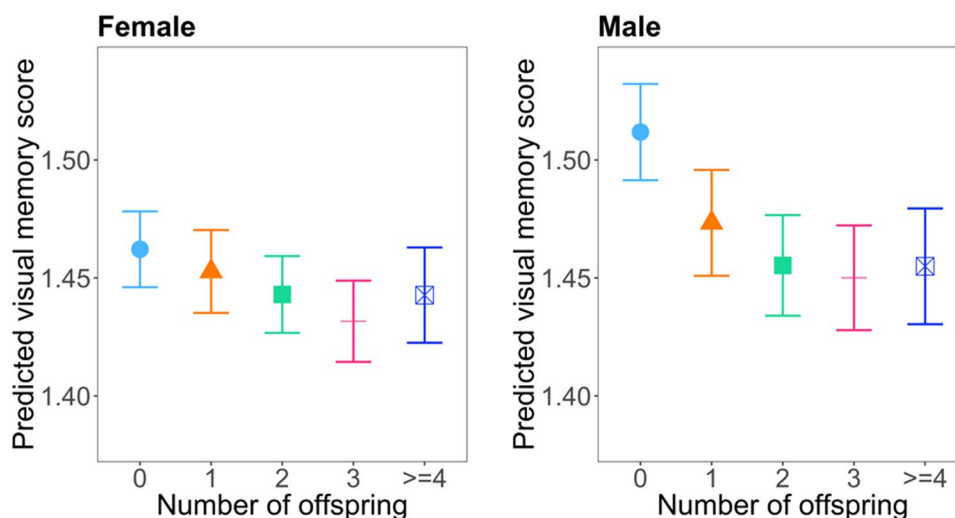 Female
Predicted visual memory score
1.50
1.45
1.40
0 1 2 3 >=4
Number of offspring
Male
Predicted visual memory score
1.50
1.45
1.40
0 1 2 3 >=4
Number of offspring